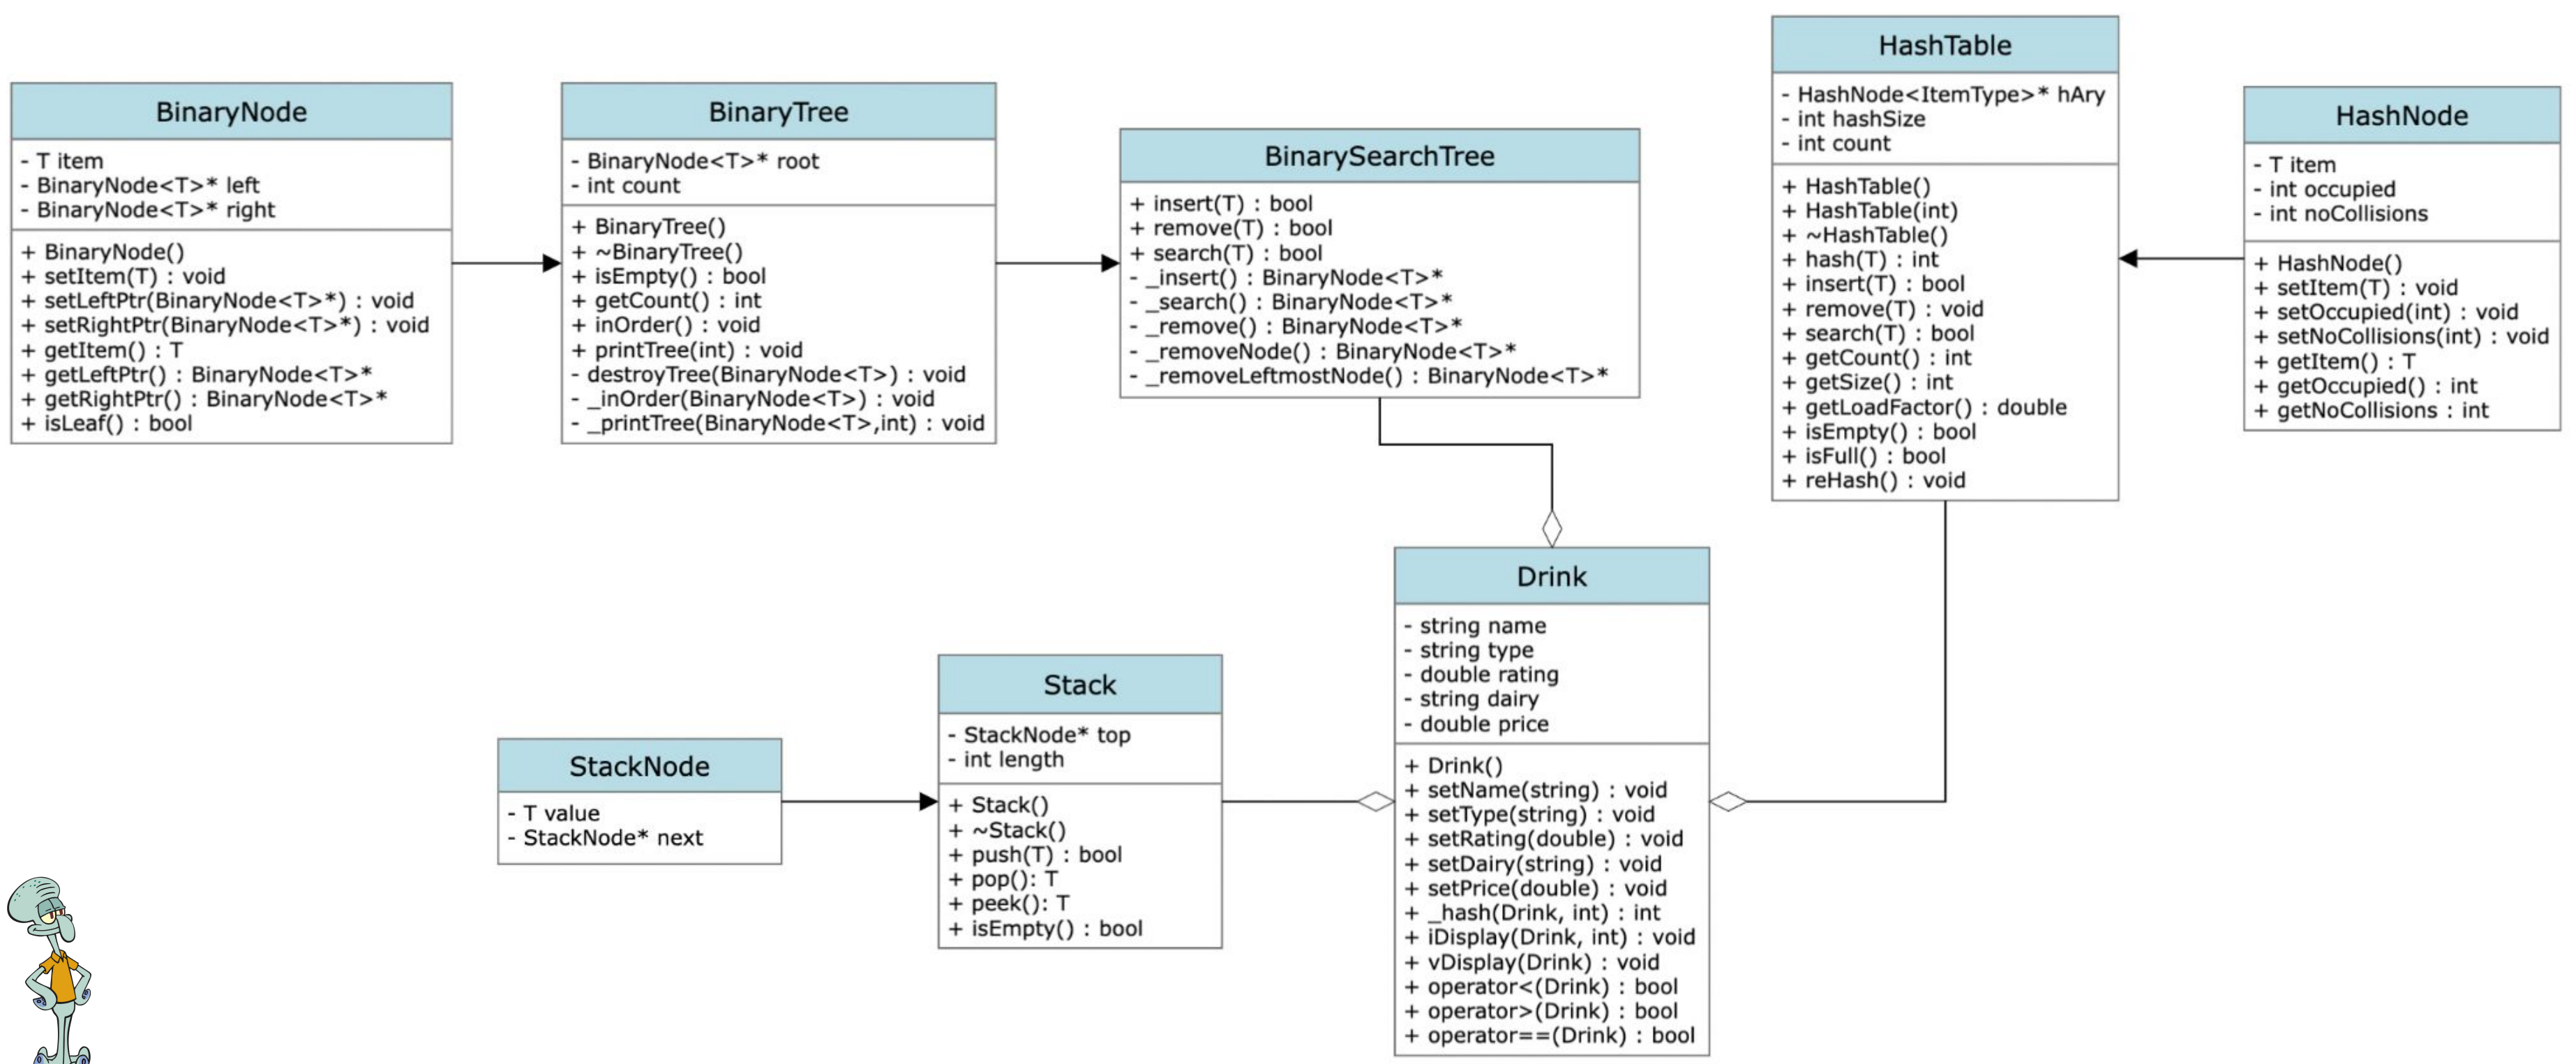 BinaryNode
- T item
- BinaryNode<T>* left
- BinaryNode<T>* right
+ BinaryNode()
+ setItem(T) : void
+ setLeftPtr(BinaryNode<T>*) : void
+ setRightPtr(BinaryNode<T>*) : void
+ getItem() : T
+ getLeftPtr() : BinaryNode<T>*
+ getRightPtr() : BinaryNode<T>*
+ isLeaf() : bool
BinaryTree
- BinaryNode<T>* root
- int count
+ BinaryTree()
+ ~BinaryTree()
+ isEmpty() : bool
+ getCount() : int
+ inOrder() : void
+ printTree(int) : void
- destroyTree(BinaryNode<T>) : void
- _inOrder(BinaryNode<T>) : void
- _printTree(BinaryNode<T>,int) : void
BinarySearchTree
+ insert(T) : bool
+ remove(T) : bool
+ search(T) : bool
- _insert() : BinaryNode<T>*
- _search() : BinaryNode<T>*
- _remove() : BinaryNode<T>*
- _removeNode() : BinaryNode<T>*
- _removeLeftmostNode() : BinaryNode<T>*
HashTable
- HashNode<ItemType>* hAry
- int hashSize
- int count
+ HashTable()
+ HashTable(int)
+ ~HashTable()
+ hash(T) : int
+ insert(T) : bool
+ remove(T) : void
+ search(T) : bool
+ getCount() : int
+ getSize() : int
+ getLoadFactor() : double
+ isEmpty() : bool
+ isFull() : bool
+ reHash() : void
HashNode
- T item
- int occupied
- int noCollisions
+ HashNode()
+ setItem(T) : void
+ setOccupied(int) : void
+ setNoCollisions(int) : void
+ getItem() : T
+ getOccupied() : int
+ getNoCollisions : int
StackNode
- T value
- StackNode* next
Stack
- StackNode* top
- int length
+ Stack()
+ ~Stack()
+ push(T) : bool
+ pop(): T
+ peek(): T
+ isEmpty() : bool
Drink
- string name
- string type
- double rating
- string dairy
- double price
+ Drink()
+ setName(string) : void
+ setType(string) : void
+ setRating(double) : void
+ setDairy(string) : void
+ setPrice(double) : void
+ _hash(Drink, int) : int
+ iDisplay(Drink, int) : void
+ vDisplay(Drink) : void
+ operator<(Drink) : bool
+ operator>(Drink) : bool
+ operator==(Drink) : bool